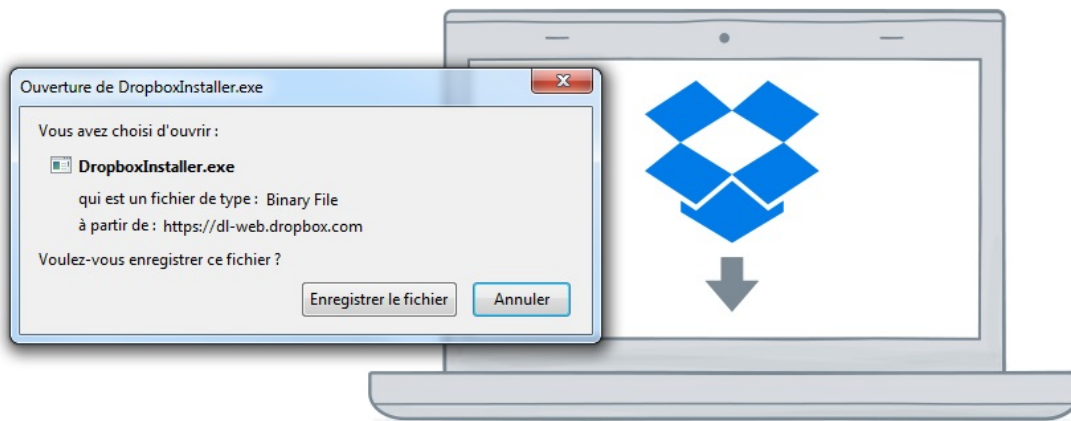 Ouverture de DropboxInstaller.exe
Vous avez choisi d'ouvrir :
DropboxInstaller.exe
qui est un fichier de type : Binary File
à partir de : https://dl-web.dropbox.com
Voulez-vous enregistrer ce fichier ?
Enregistrer le fichier
Annuler